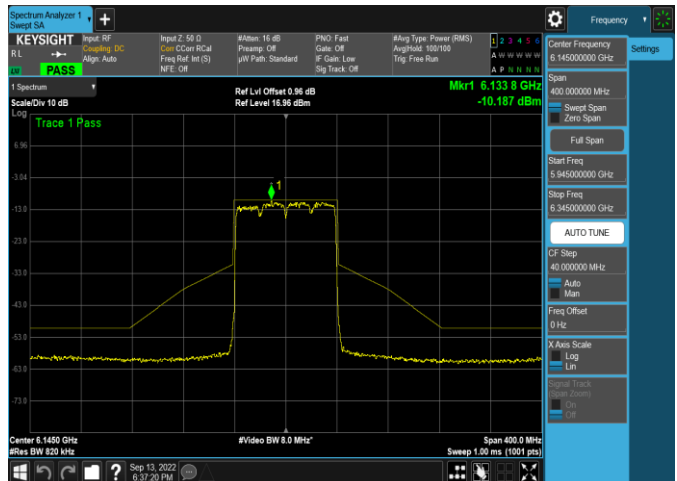 Spectrum Analyzer 1
Swept SA
Frequency
KEYSIGHT
RL
LXI
PASS
Input: RF
Coupling: DC
Align: Auto
Input Z: 50 Ω
Corr CCorr RCal
Freq Ref: Int (S)
NFE: Off
#Atten: 16 dB
Preamp: Off
µW Path: Standard
PNO: Fast
Gate: Off
IF Gain: Low
Sig Track: Off
#Avg Type: Power (RMS)
Avg|Hold: 100/100
Trig: Free Run
1 2 3 4 5 6
A W W W W W
A P N N N N
1 Spectrum
Scale/Div 10 dB
Ref Lvl Offset 0.96 dB
Ref Level 16.96 dBm
Mkr1 6.133 8 GHz
-10.187 dBm
Log
Trace 1 Pass
1
6.96
-3.04
-13.0
-23.0
-33.0
-43.0
-53.0
-63.0
-73.0
Center 6.1450 GHz
#Res BW 820 kHz
#Video BW 8.0 MHz*
Span 400.0 MHz
Sweep 1.00 ms (1001 pts)
Sep 13, 2022
6:37:20 PM
Center Frequency
6.145000000 GHz
Settings
Span
400.000000 MHz
Swept Span
Zero Span
Full Span
Start Freq
5.945000000 GHz
Stop Freq
6.345000000 GHz
AUTO TUNE
CF Step
40.000000 MHz
Auto
Man
Freq Offset
0 Hz
X Axis Scale
Log
Lin
Signal Track
(Span Zoom)
On
Off